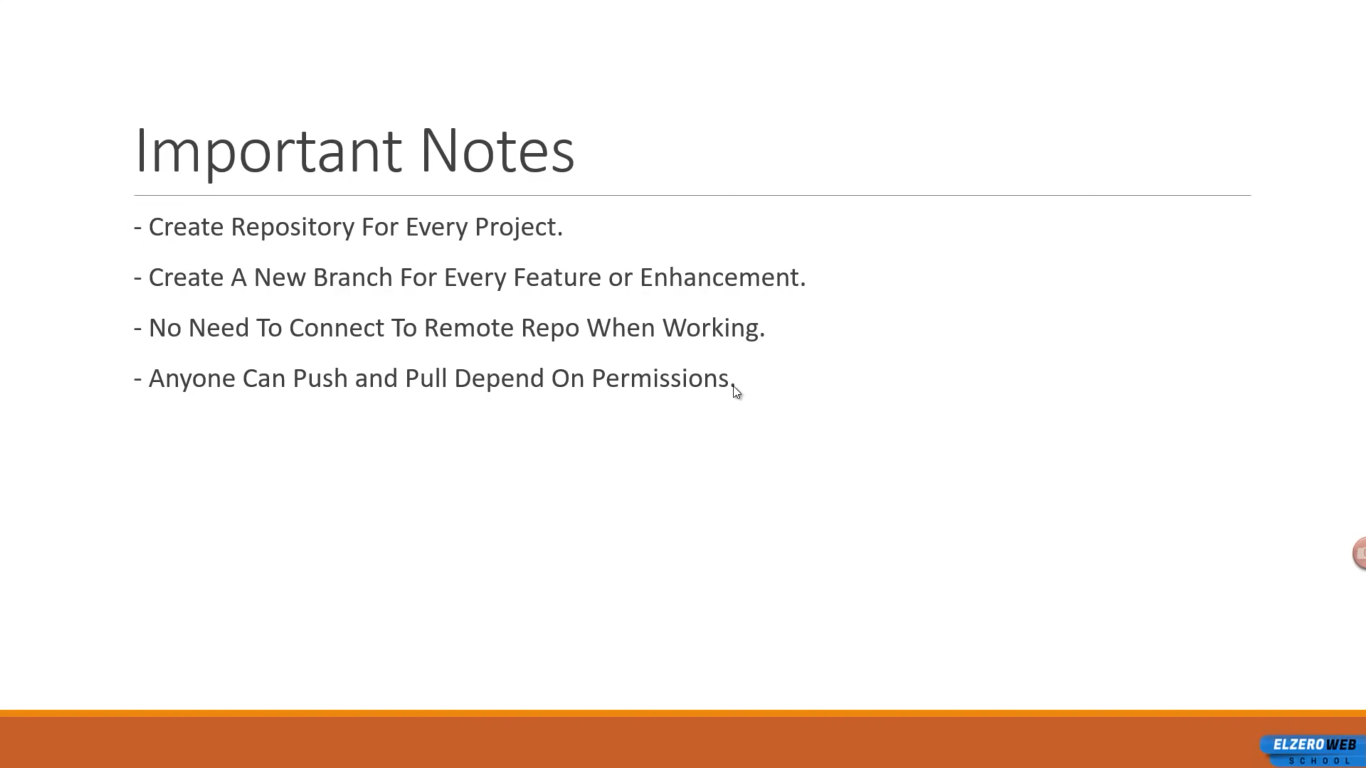 Important Notes
- Create Repository For Every Project.
- Create A New Branch For Every Feature or Enhancement.
- No Need To Connect To Remote Repo When Working.
- Anyone Can Push and Pull Depend On Permissions.
ELZERO WEB
SCHOOL